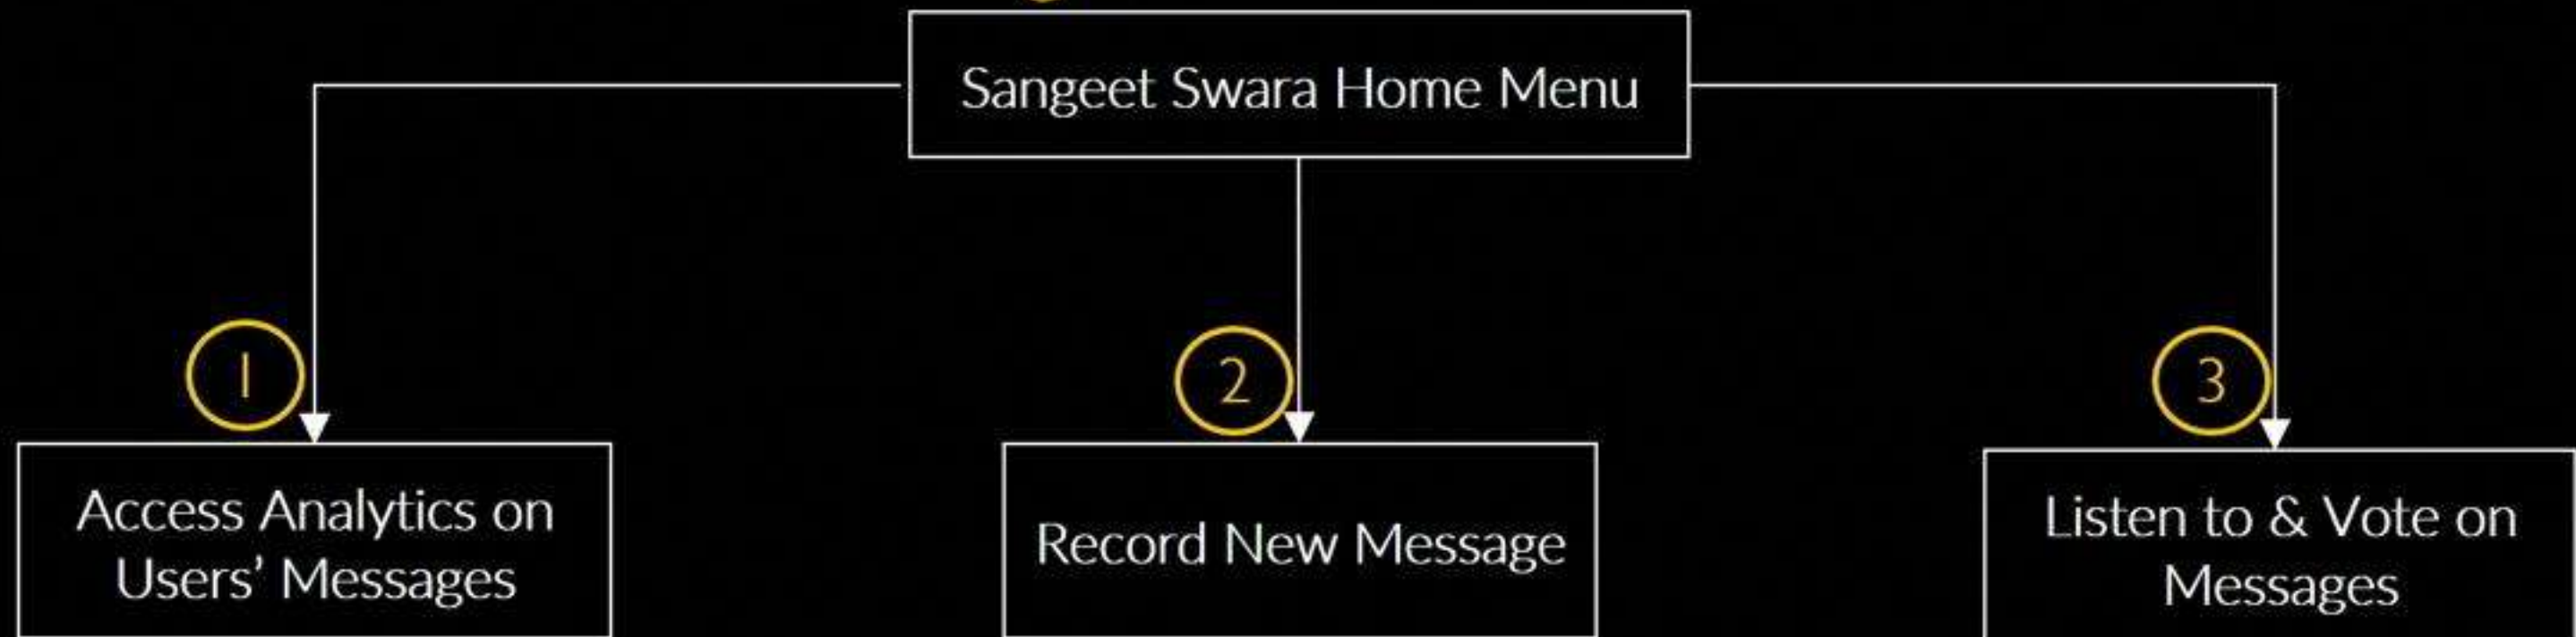 Sangeet Swara Home Menu
1
2
3
Access Analytics on
Users’ Messages
Record New Message
Listen to & Vote on
Messages